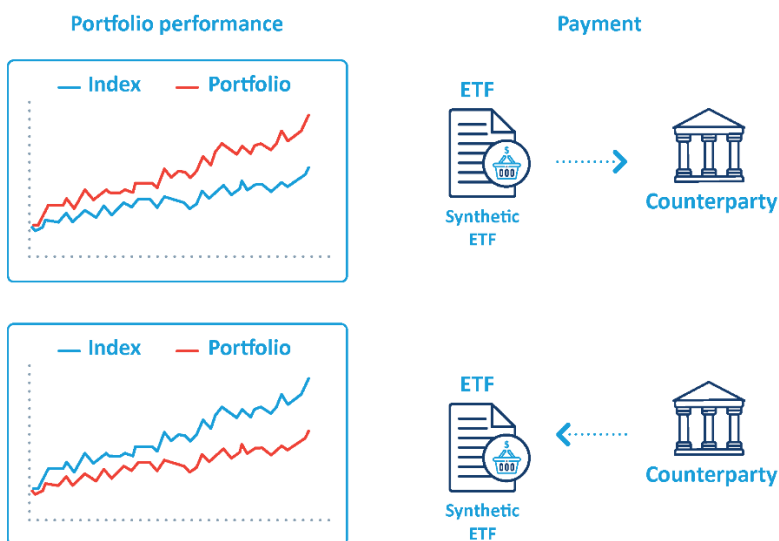 Portfolio performance
Payment
Index
Portfolio
ETF
$
Synthetic
ETF
Counterparty
Index
Portfolio
ETF
$
Synthetic
ETF
Counterparty